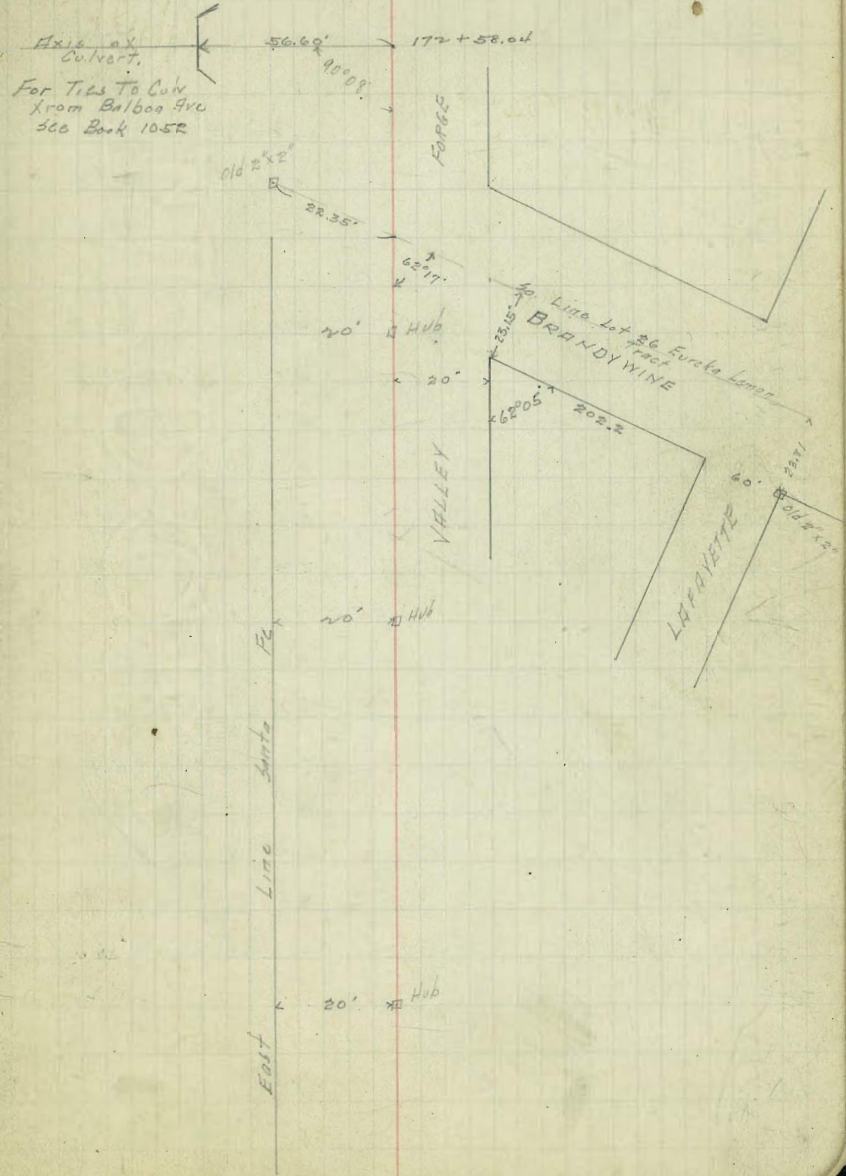 Axis of
Culvert.
56.60'
172 + 58.04
90°08'
For Ties To Culv
from Balboa Ave
See Book 1052
FORGE
Old 2"x2"
22.35'
62°17'
20' Hub
23.15'
So. Line Lot 36 Eureka Lemon
Tract
BRANDYWINE
20'
62°05'
202.2
VALLEY
60'
23.71
Old 2"x2"
LAFAYETTE
20' Hub
East Line Santa Fe
20' Hub